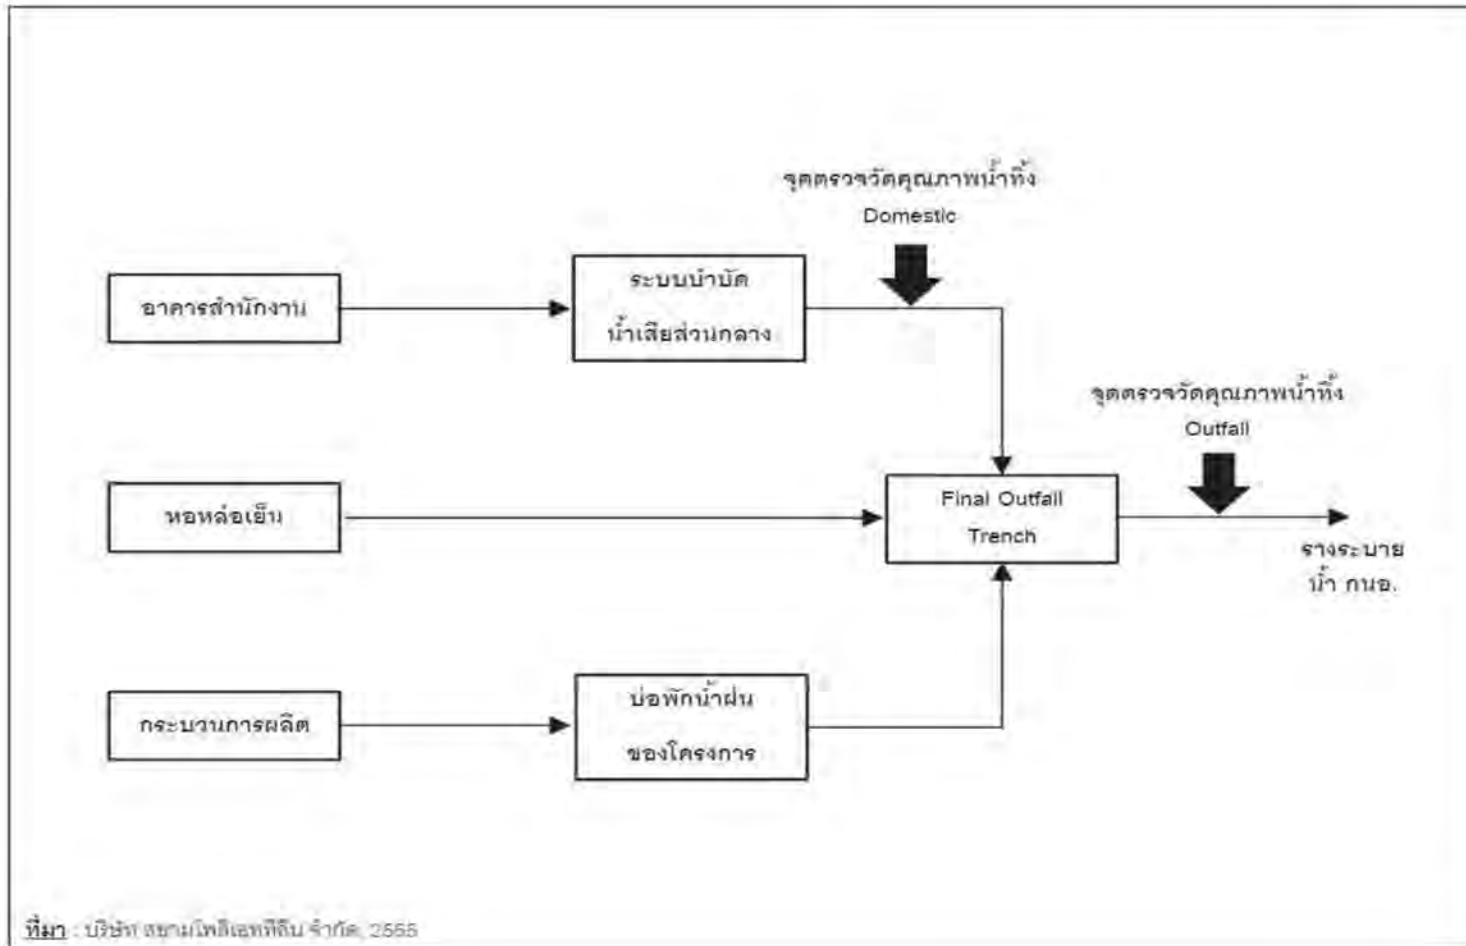 จุดตรวจวัดคุณภาพน้ำทิ้ง
Domestic
อาคารสำนักงาน
ระบบบำบัด
น้ำเสียส่วนกลาง
จุดตรวจวัดคุณภาพน้ำทิ้ง
Outfall
หอหล่อเย็น
Final Outfall
Trench
รางระบาย
น้ำ กนอ.
กระบวนการผลิต
บ่อพักน้ำฝน
ของโครงการ
ที่มา : บริษัท สยามโพลิเอททีลีน จำกัด, 2555